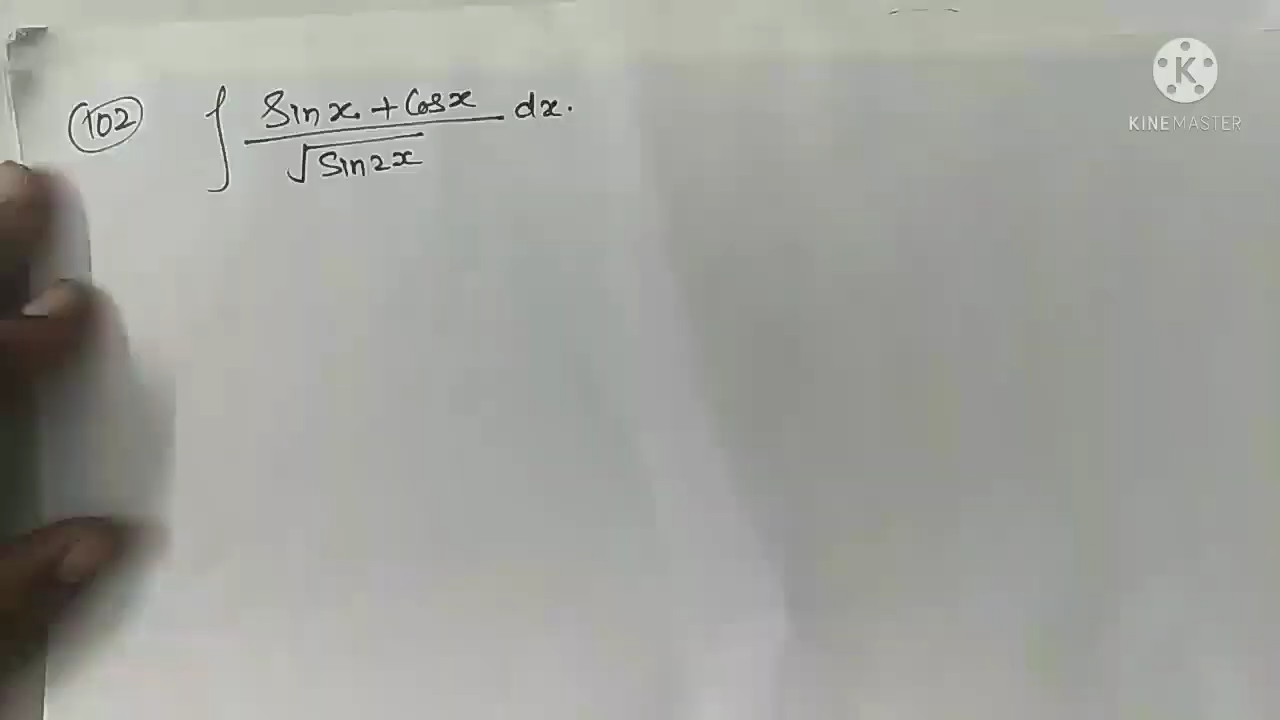 102 ∫ Sin x + Cos x / √Sin 2x dx.
K
KINEMASTER